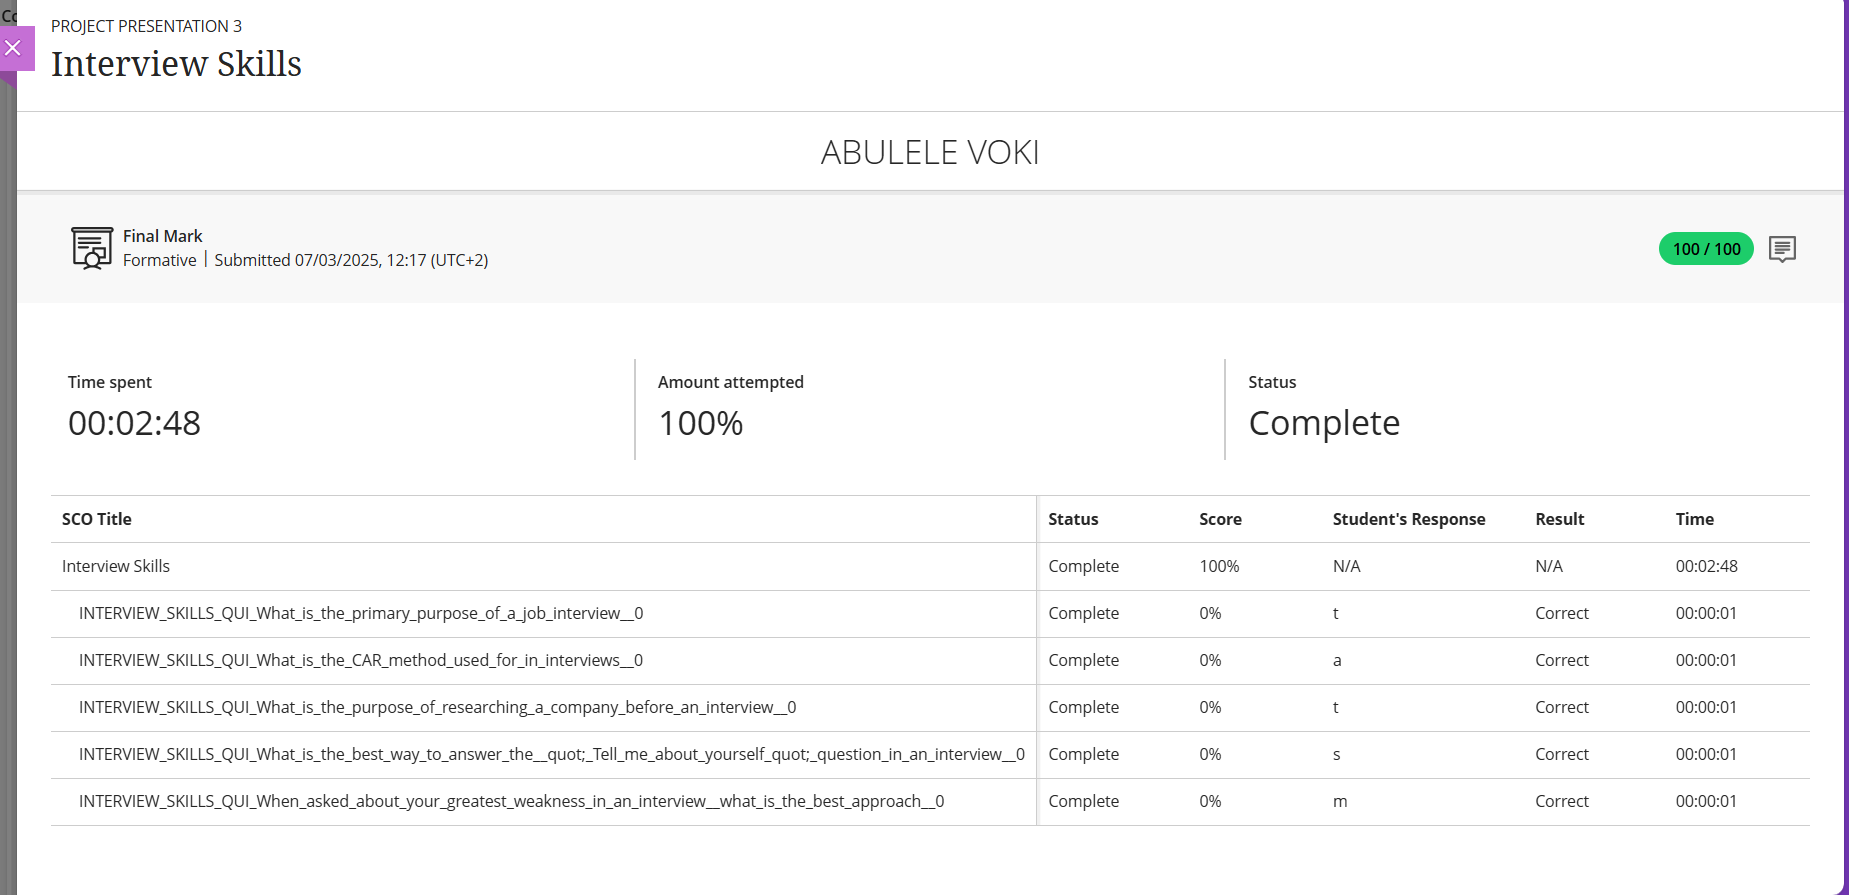 Co
PROJECT PRESENTATION 3
Interview Skills
ABULELE VOKI
Final Mark
Formative | Submitted 07/03/2025, 12:17 (UTC+2)
100 / 100
Time spent
00:02:48
Amount attempted
100%
Status
Complete
SCO Title Status Score Student's Response Result Time
Interview Skills Complete 100% N/A N/A 00:02:48
INTERVIEW_SKILLS_QUI_What_is_the_primary_purpose_of_a_job_interview__0 Complete 0% t Correct 00:00:01
INTERVIEW_SKILLS_QUI_What_is_the_CAR_method_used_for_in_interviews__0 Complete 0% a Correct 00:00:01
INTERVIEW_SKILLS_QUI_What_is_the_purpose_of_researching_a_company_before_an_interview__0 Complete 0% t Correct 00:00:01
INTERVIEW_SKILLS_QUI_What_is_the_best_way_to_answer_the__quot;_Tell_me_about_yourself_quot;_question_in_an_interview__0 Complete 0% s Correct 00:00:01
INTERVIEW_SKILLS_QUI_When_asked_about_your_greatest_weakness_in_an_interview__what_is_the_best_approach__0 Complete 0% m Correct 00:00:01